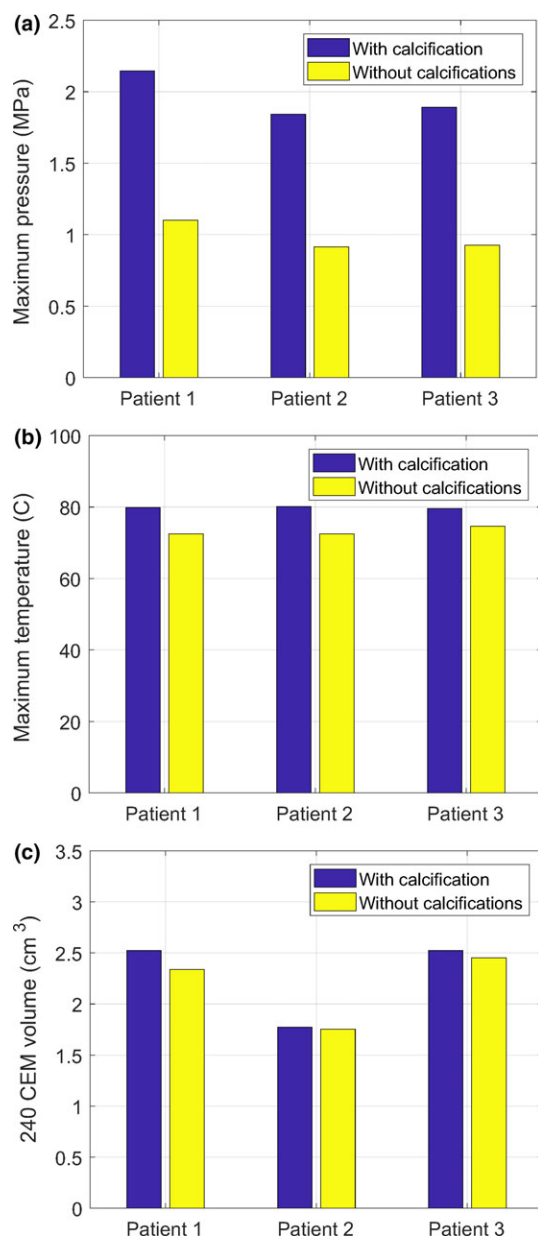 (a)
Maximum pressure (MPa)
2.5
2
1.5
1
0.5
0
With calcification
Without calcifications
Patient 1 Patient 2 Patient 3
(b)
Maximum temperature (C)
100
80
60
40
20
0
With calcification
Without calcifications
Patient 1 Patient 2 Patient 3
(c)
240 CEM volume (cm³)
3.5
3
2.5
2
1.5
1
0.5
0
With calcification
Without calcifications
Patient 1 Patient 2 Patient 3